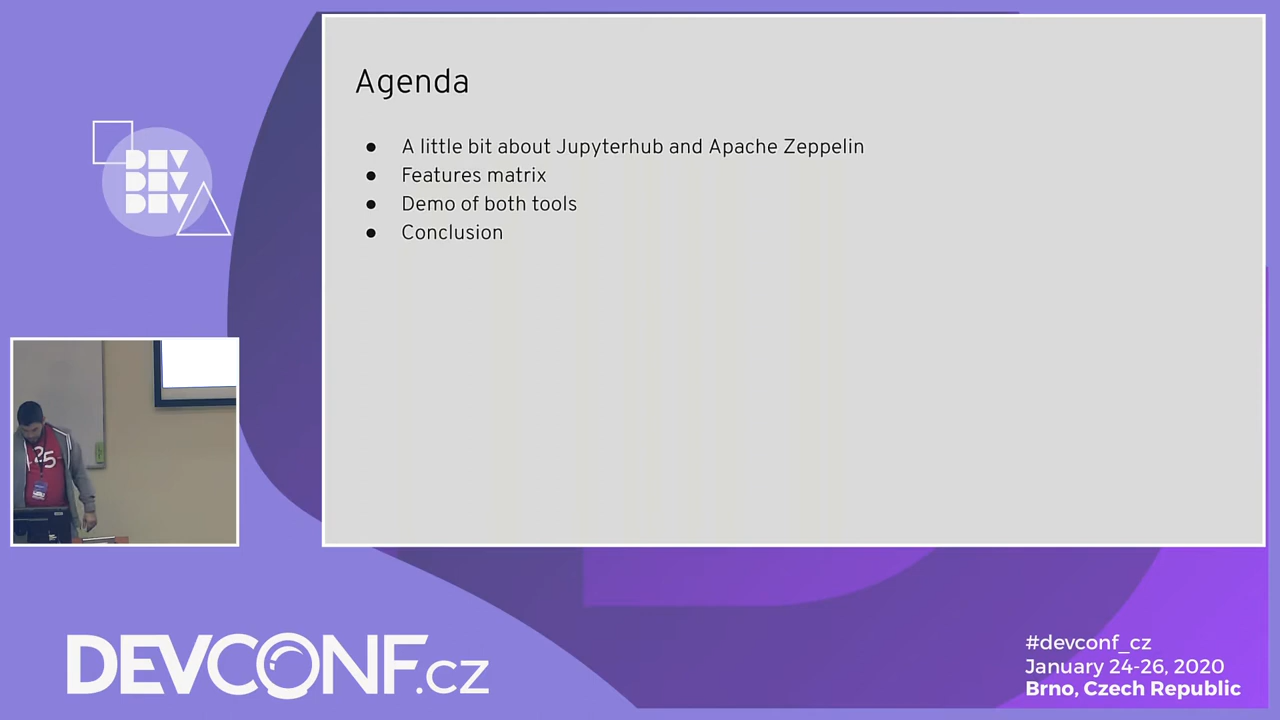 Agenda
● A little bit about Jupyterhub and Apache Zeppelin
● Features matrix
● Demo of both tools
● Conclusion
DEV
DEV
DEV
25
DEVCONF.cz
#devconf_cz
January 24-26, 2020
Brno, Czech Republic